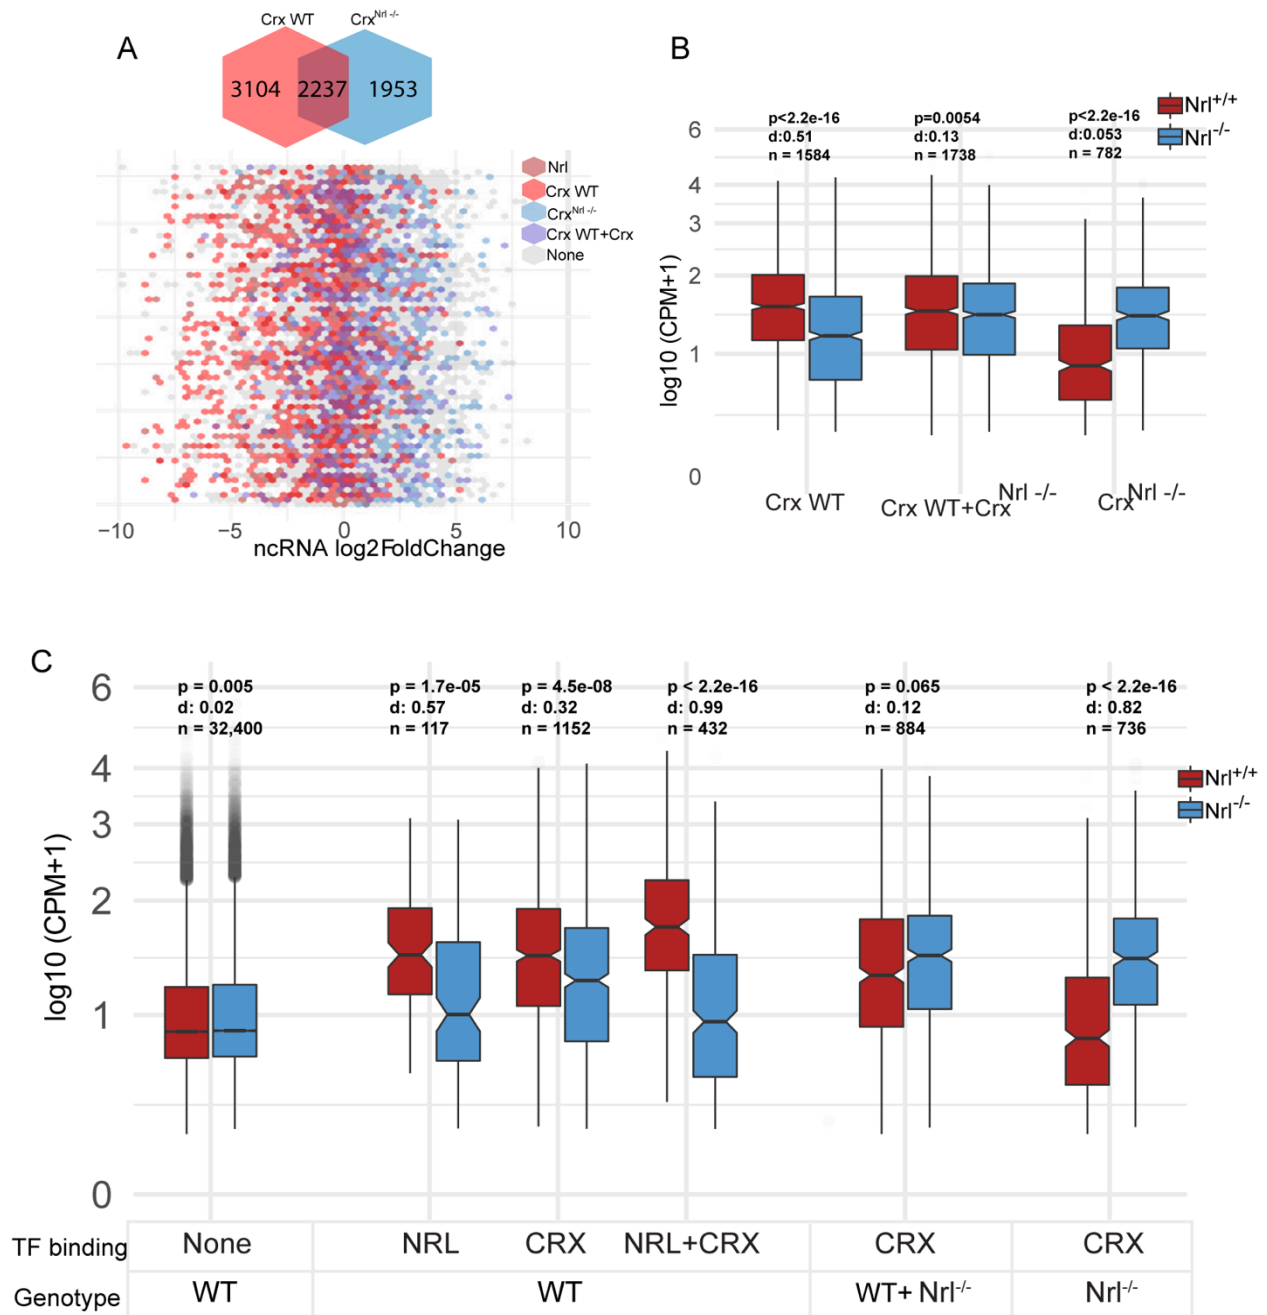 A
Crx WT
Crx^Nrl -/-
3104
2237
1953
Nrl
Crx WT
Crx^Nrl -/-
Crx WT+Crx
None
−10
−5
0
5
10
ncRNA log2FoldChange
B
Nrl+/+
Nrl-/-
p<2.2e-16
d:0.51
n = 1584
p=0.0054
d:0.13
n = 1738
p<2.2e-16
d:0.053
n = 782
6
4
3
2
1
0
log10 (CPM+1)
Crx WT
Crx WT+Crx^Nrl -/-
Crx^Nrl -/-
C
p = 0.005
d: 0.02
n = 32,400
p = 1.7e-05
d: 0.57
n = 117
p = 4.5e-08
d: 0.32
n = 1152
p < 2.2e-16
d: 0.99
n = 432
p = 0.065
d: 0.12
n = 884
p < 2.2e-16
d: 0.82
n = 736
Nrl+/+
Nrl-/-
6
4
3
2
1
0
log10 (CPM+1)
TF binding None NRL CRX NRL+CRX CRX CRX
Genotype WT WT WT+ Nrl-/- Nrl-/-